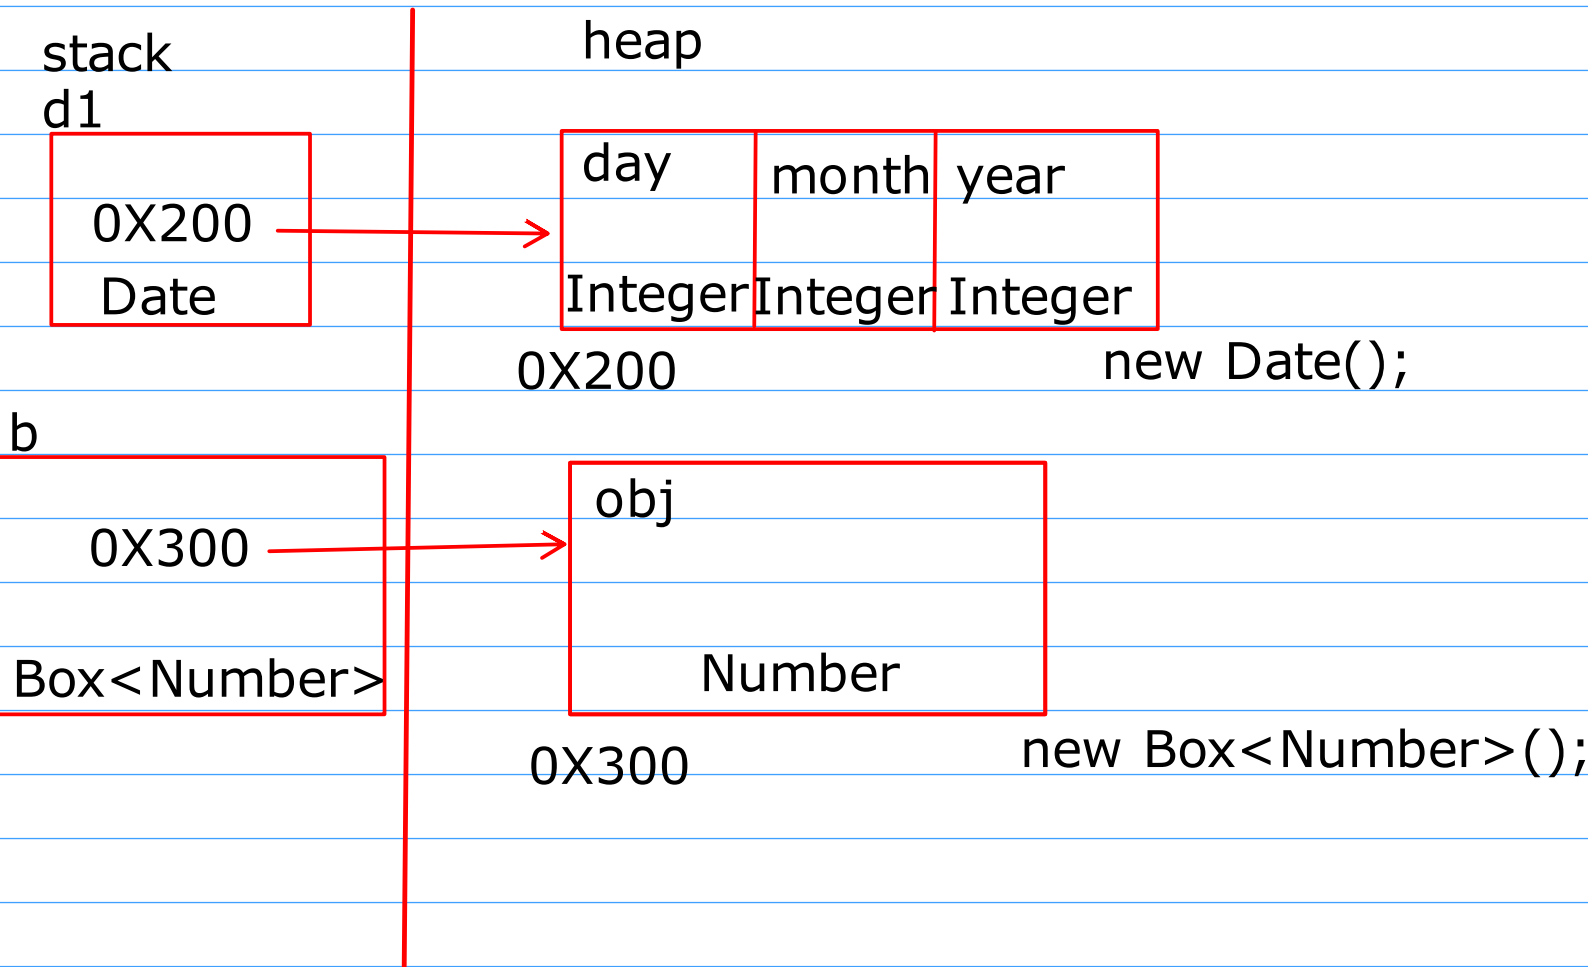 stack
heap
d1
day
month
year
0X200
Date
Integer
Integer
Integer
0X200
new Date();
b
obj
0X300
Box<Number>
Number
0X300
new Box<Number>();